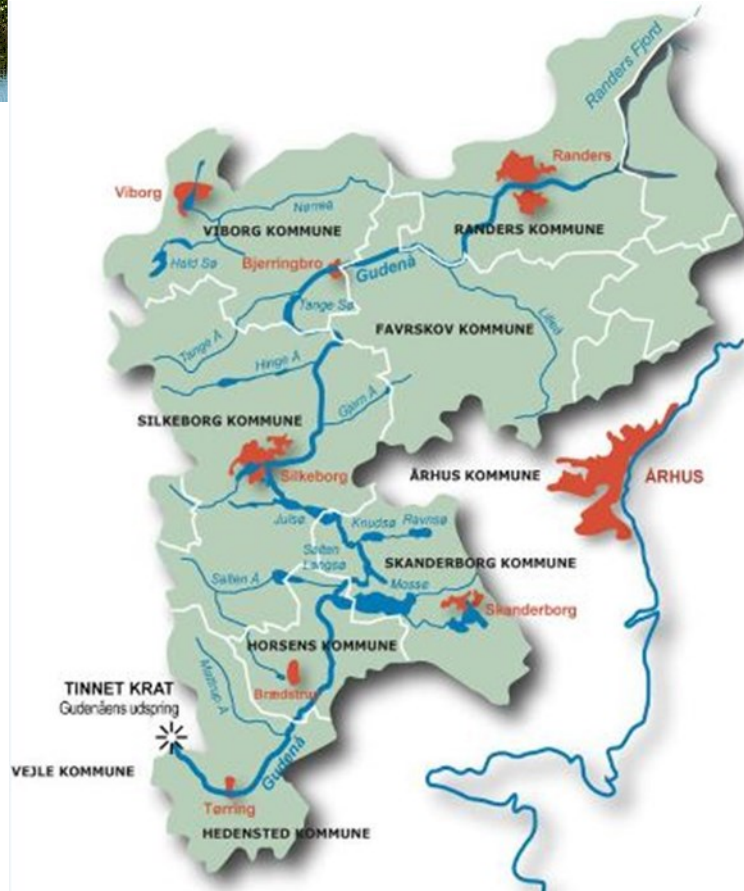 Randers Fjord
Randers
Viborg
Nørreå
VIBORG KOMMUNE
RANDERS KOMMUNE
Hald Sø
Bjerringbro
Gudenå
Tange Sø
Lilleå
FAVRSKOV KOMMUNE
Tange Å
Hinge Å
Gjern Å
SILKEBORG KOMMUNE
Silkeborg
ÅRHUS KOMMUNE
ÅRHUS
Julsø
Knudsø
Ravnsø
Salten
Langsø
SKANDERBORG KOMMUNE
Salten Å
Mossø
Skanderborg
HORSENS KOMMUNE
Mattrup Å
TINNET KRAT
Gudenåens udspring
Brædstrup
VEJLE KOMMUNE
Gudenå
Tørring
HEDENSTED KOMMUNE